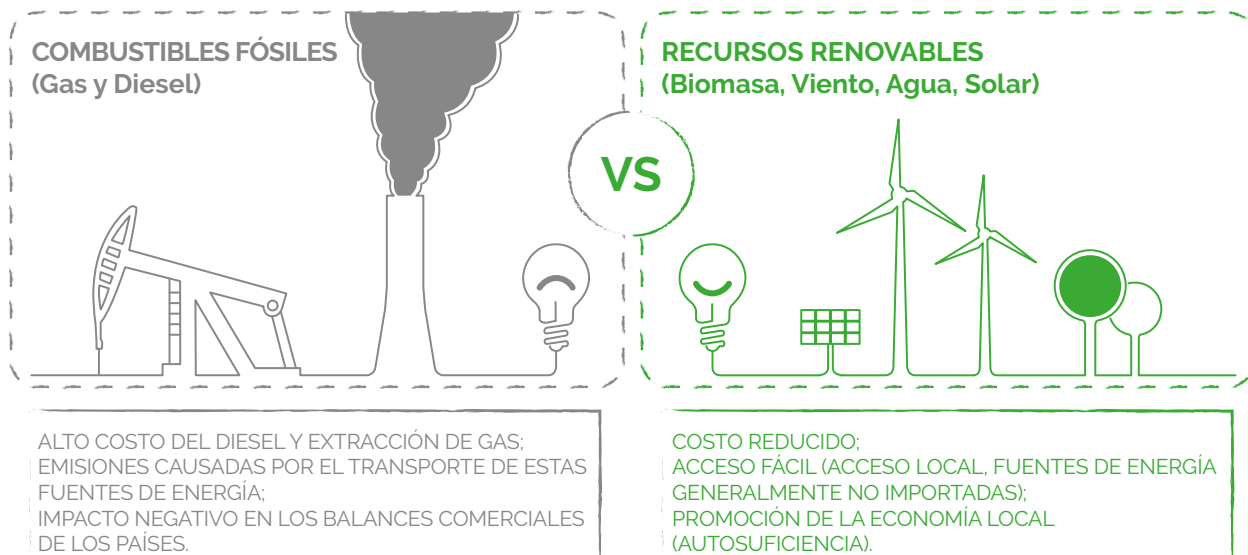 COMBUSTIBLES FÓSILES
(Gas y Diesel)
VS
RECURSOS RENOVABLES
(Biomasa, Viento, Agua, Solar)
ALTO COSTO DEL DIESEL Y EXTRACCIÓN DE GAS;
EMISIONES CAUSADAS POR EL TRANSPORTE DE ESTAS
FUENTES DE ENERGÍA;
IMPACTO NEGATIVO EN LOS BALANCES COMERCIALES
DE LOS PAÍSES.
COSTO REDUCIDO;
ACCESO FÁCIL (ACCESO LOCAL, FUENTES DE ENERGÍA
GENERALMENTE NO IMPORTADAS);
PROMOCIÓN DE LA ECONOMÍA LOCAL
(AUTOSUFICIENCIA).